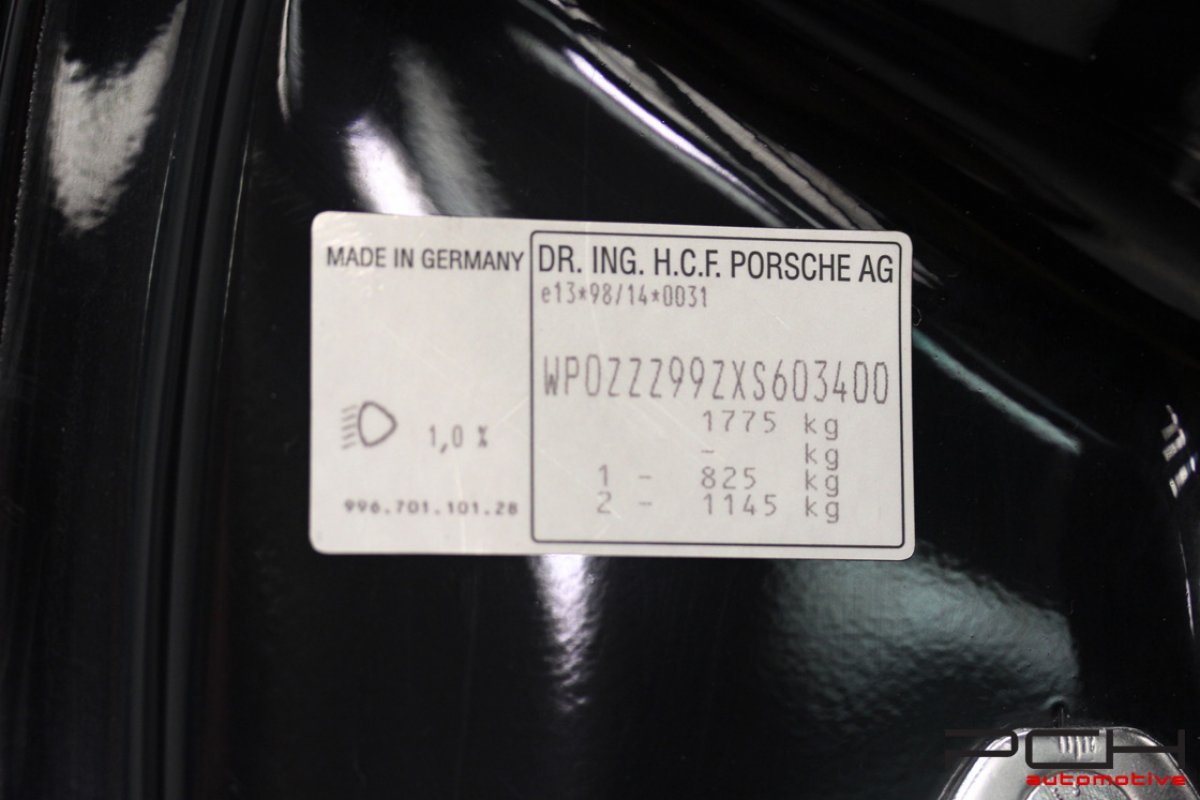 MADE IN GERMANY
DR. ING. H.C.F. PORSCHE AG
e13*98/14*0031
WP0ZZZ99ZXS603400
1775 kg
- kg
1 - 825 kg
2 - 1145 kg
1,0 %
996.701.101.28
PCH
automotive